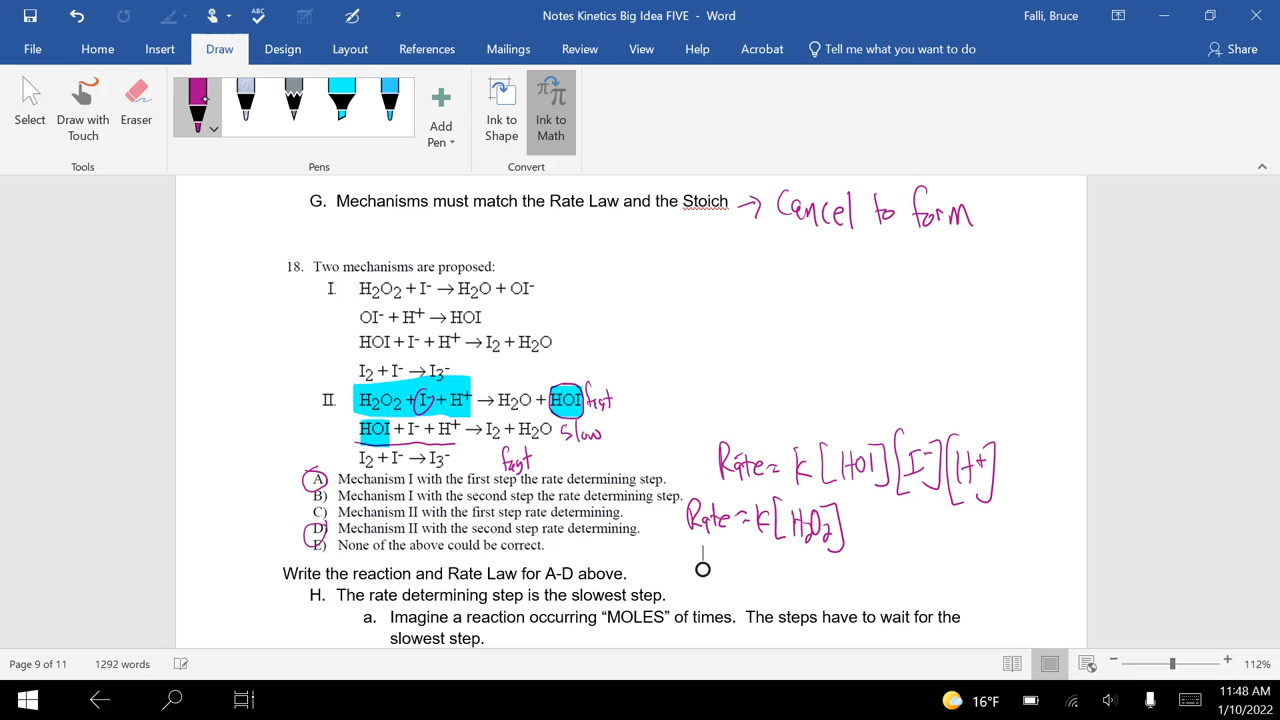 Notes Kinetics Big Idea FIVE - Word
Falli, Bruce
File Home Insert Draw Design Layout References Mailings Review View Help Acrobat Tell me what you want to do Share
Select
Draw with Touch
Eraser
Add Pen
Ink to Shape
Ink to Math
Tools Pens Convert
G. Mechanisms must match the Rate Law and the Stoich → Cancel to form
18. Two mechanisms are proposed:
I. H₂O₂ + I⁻ → H₂O + OI⁻
OI⁻ + H⁺ → HOI
HOI + I⁻ + H⁺ → I₂ + H₂O
I₂ + I⁻ → I₃⁻
II. H₂O₂ + I⁻ + H⁺ → H₂O + HOI fast
HOI + I⁻ + H⁺ → I₂ + H₂O slow
I₂ + I⁻ → I₃⁻ fast
Rate = K[HOI][I⁻][H⁺]
A) Mechanism I with the first step the rate determining step.
B) Mechanism I with the second step the rate determining step.
C) Mechanism II with the first step rate determining.
Rate = K[H₂O₂]
D) Mechanism II with the second step rate determining.
E) None of the above could be correct.
Write the reaction and Rate Law for A-D above.
H. The rate determining step is the slowest step.
a. Imagine a reaction occurring “MOLES” of times. The steps have to wait for the
slowest step.
Page 9 of 11 1292 words 112%
16°F
11:48 AM
1/10/2022